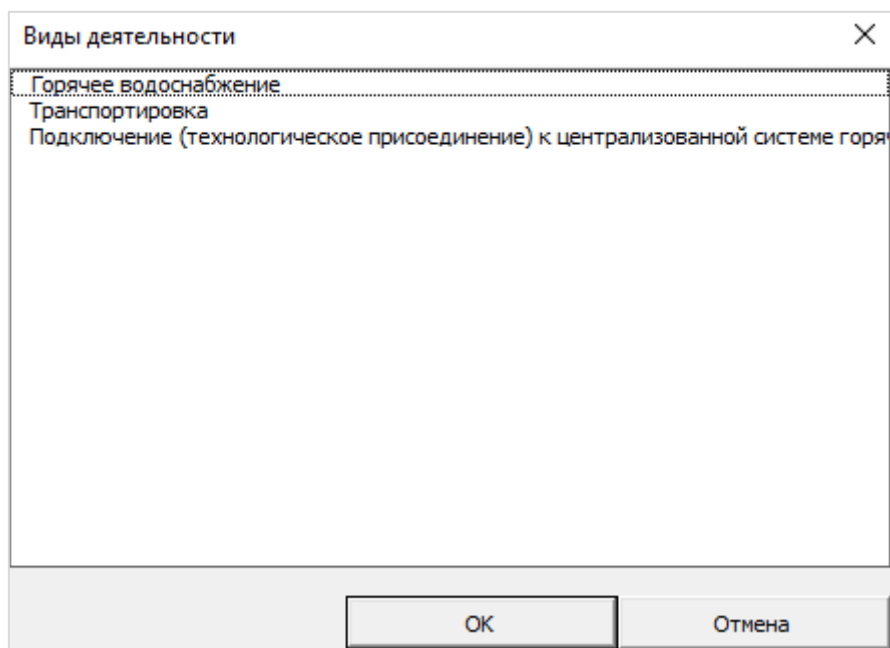 Виды деятельности
Горячее водоснабжение
Транспортировка
Подключение (технологическое присоединение) к централизованной системе
OK
Отмена